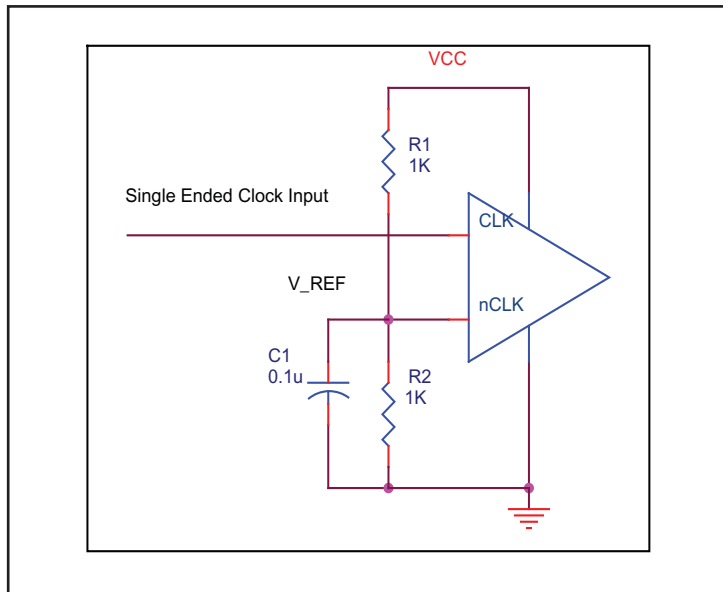 VCC
R1
1K
Single Ended Clock Input
CLK
V_REF
nCLK
C1
0.1u
R2
1K